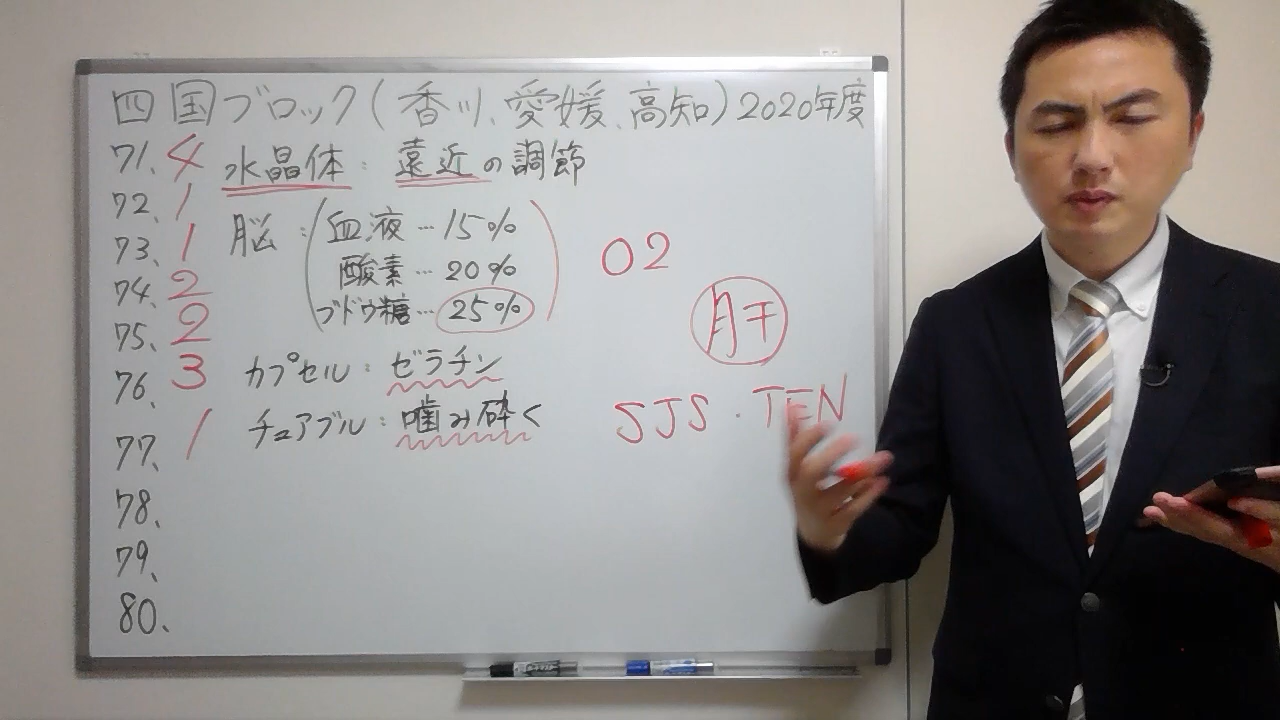 四国ブロック(香川、愛媛、高知)2020年度
71. 4 水晶体：遠近の調節
72. 1
脳：(血液…15%
73. 1
酸素…20%
O2
74. 2
ブドウ糖…25%)
肝
75. 2
76. 3 カプセル：ゼラチン
77. 1 チュアブル：噛み砕く
SJS・TEN
78.
79.
80.